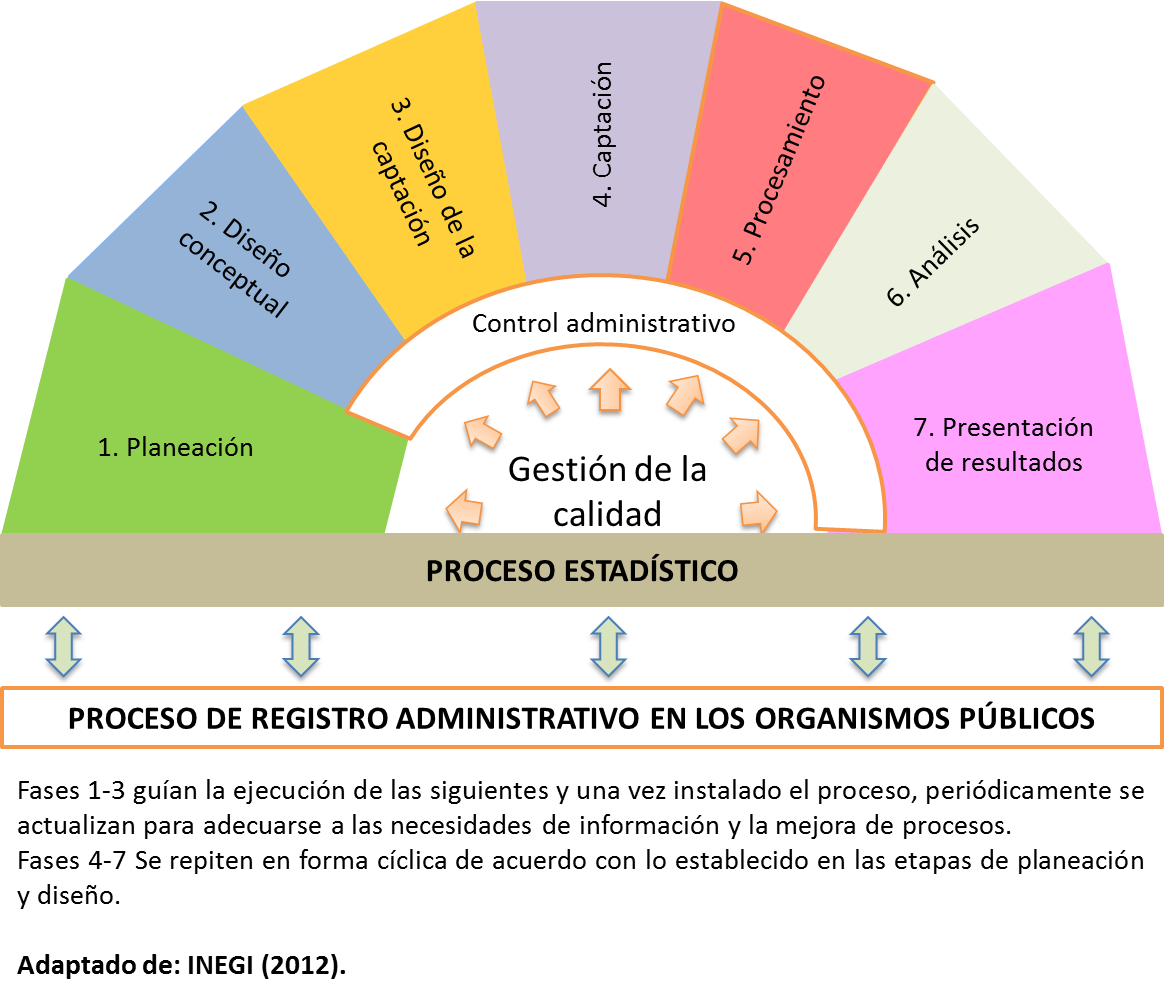 1. Planeación
2. Diseño
conceptual
3. Diseño de la
captación
4. Captación
5. Procesamiento
6. Análisis
7. Presentación
de resultados
Control administrativo
Gestión de la
calidad
PROCESO ESTADÍSTICO
PROCESO DE REGISTRO ADMINISTRATIVO EN LOS ORGANISMOS PÚBLICOS
Fases 1-3 guían la ejecución de las siguientes y una vez instalado el proceso, periódicamente se
actualizan para adecuarse a las necesidades de información y la mejora de procesos.
Fases 4-7 Se repiten en forma cíclica de acuerdo con lo establecido en las etapas de planeación
y diseño.
Adaptado de: INEGI (2012).